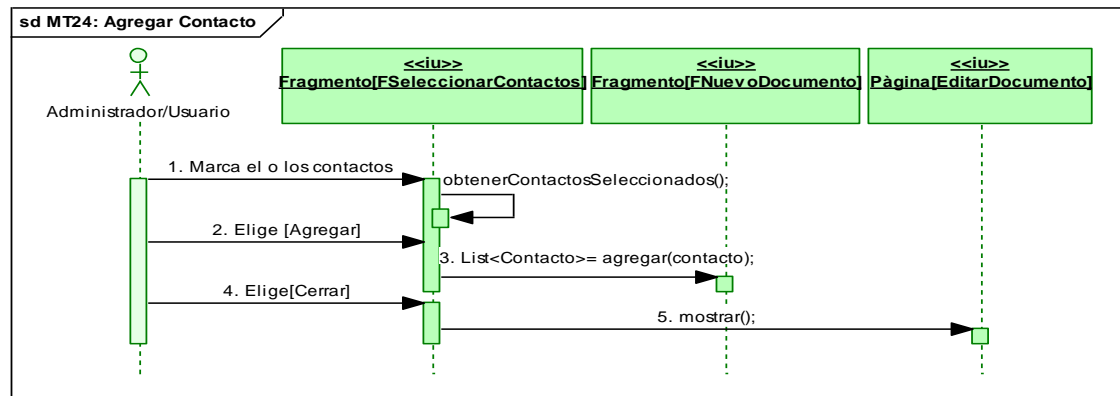 sd MT24: Agregar Contacto
Administrador/Usuario
<<iu>>
Fragmento[FSeleccionarContactos]
<<iu>>
Fragmento[FNuevoDocumento]
<<iu>>
Pàgina[EditarDocumento]
1. Marca el o los contactos
obtenerContactosSeleccionados();
2. Elige [Agregar]
3. List<Contacto>= agregar(contacto);
4. Elige[Cerrar]
5. mostrar();